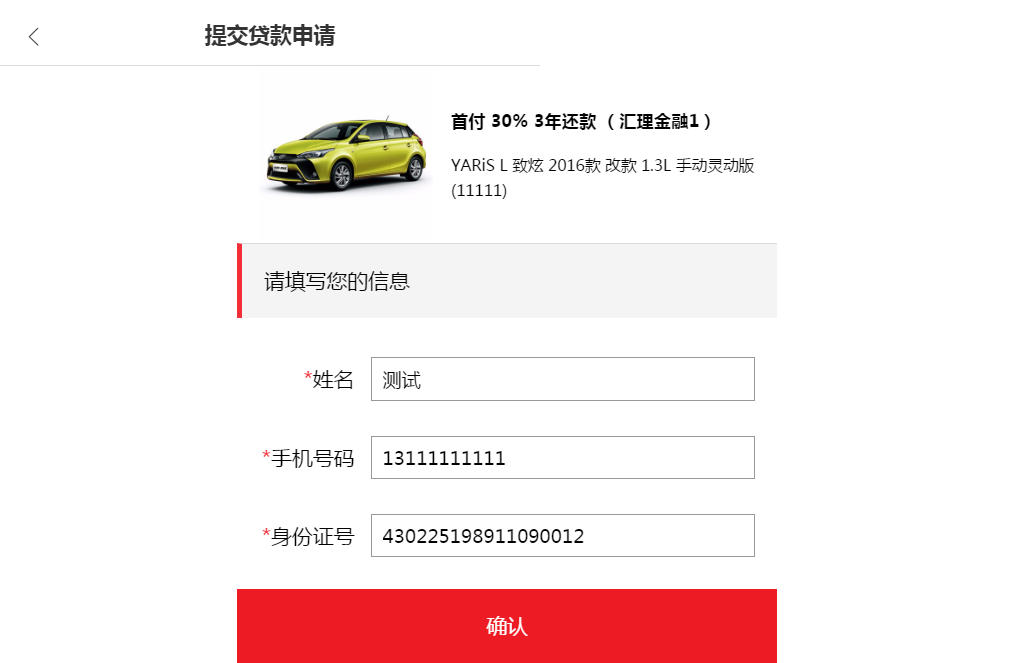 提交贷款申请
首付 30% 3年还款 （汇理金融1）
YARiS L 致炫 2016款 改款 1.3L 手动灵动版
(11111)
请填写您的信息
*姓名 测试
*手机号码 13111111111
*身份证号 430225198911090012
确认